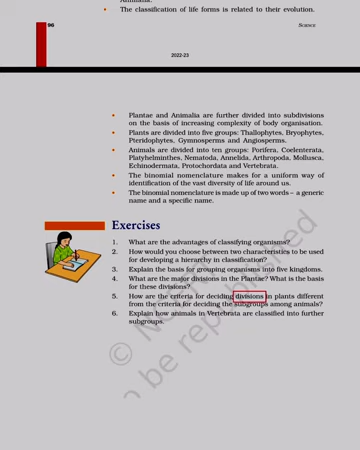 Animalia.
• The classification of life forms is related to their evolution.
96
SCIENCE
2022-23
• Plantae and Animalia are further divided into subdivisions
on the basis of increasing complexity of body organisation.
• Plants are divided into five groups: Thallophytes, Bryophytes,
Pteridophytes, Gymnosperms and Angiosperms.
• Animals are divided into ten groups: Porifera, Coelenterata,
Platyhelminthes, Nematoda, Annelida, Arthropoda, Mollusca,
Echinodermata, Protochordata and Vertebrata.
• The binomial nomenclature makes for a uniform way of
identification of the vast diversity of life around us.
• The binomial nomenclature is made up of two words – a generic
name and a specific name.
Exercises
1. What are the advantages of classifying organisms?
2. How would you choose between two characteristics to be used
for developing a hierarchy in classification?
3. Explain the basis for grouping organisms into five kingdoms.
4. What are the major divisions in the Plantae? What is the basis
for these divisions?
5. How are the criteria for deciding divisions in plants different
from the criteria for deciding the subgroups among animals?
6. Explain how animals in Vertebrata are classified into further
subgroups.
be republished